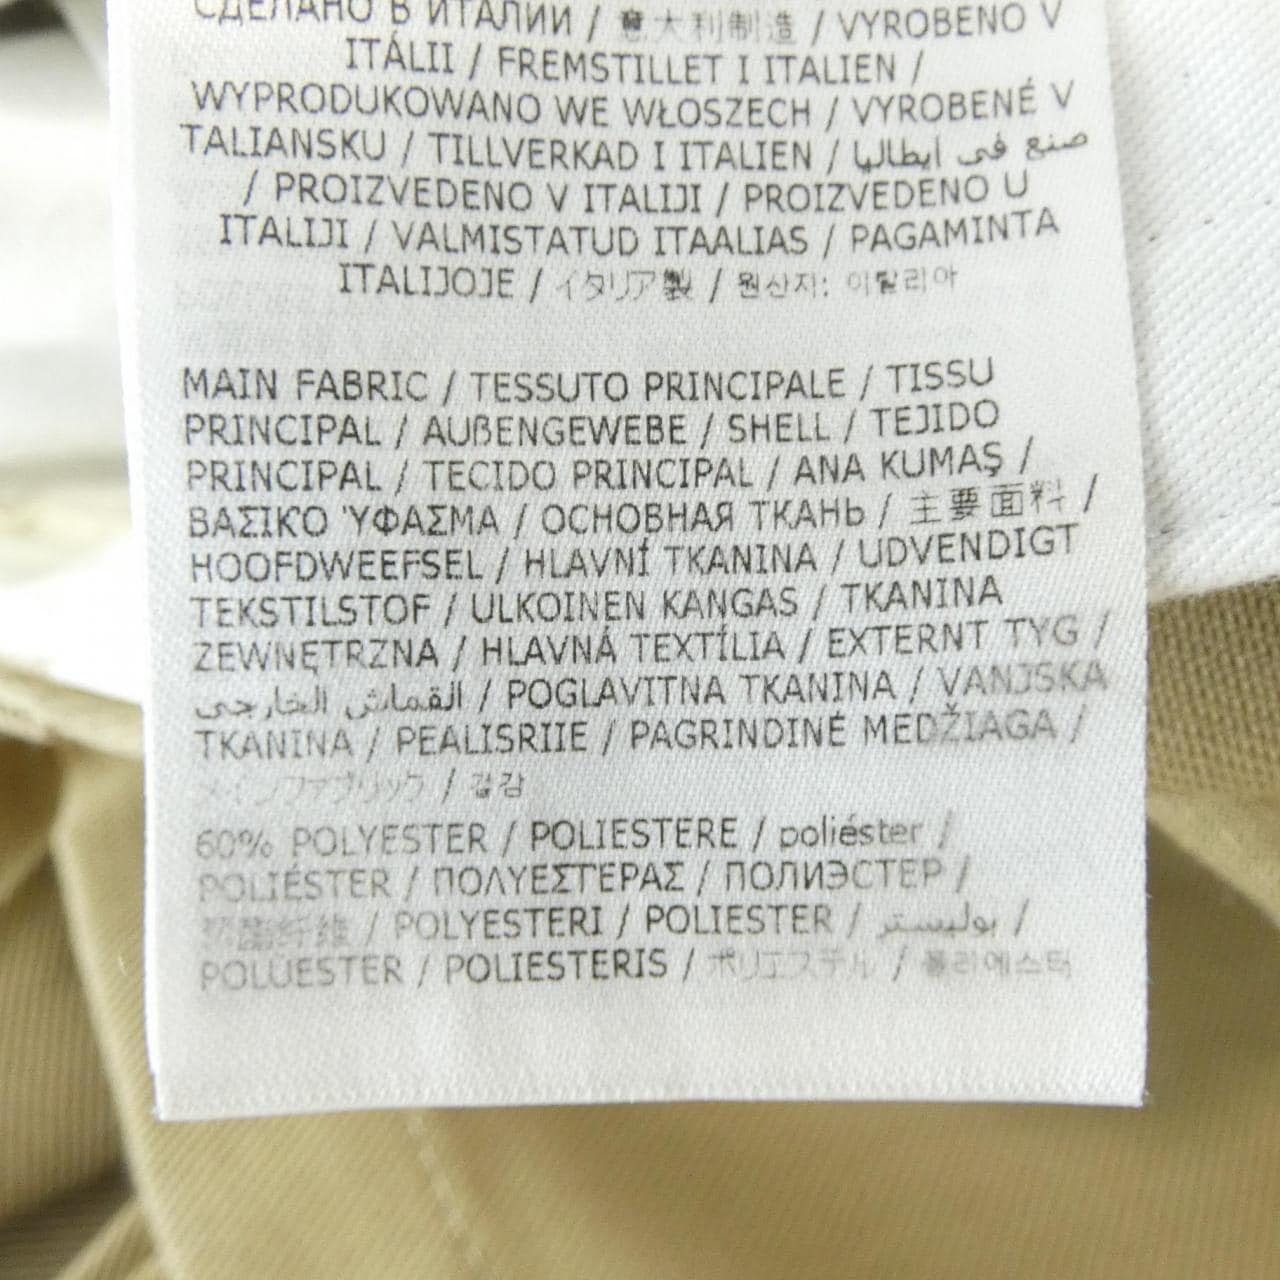 СДЕЛАНО В ИТАЛИИ / 意大利制造 / VYROBENO V
ITÁLII / FREMSTILLET I ITALIEN /
WYPRODUKOWANO WE WŁOSZECH / VYROBENÉ V
TALIANSKU / TILLVERKAD I ITALIEN / صنع في ايطاليا
/ PROIZVEDENO V ITALIJI / PROIZVEDENO U
ITALIJI / VALMISTATUD ITAALIAS / PAGAMINTA
ITALIJOJE / イタリア製 / 원산지: 이탈리아
MAIN FABRIC / TESSUTO PRINCIPALE / TISSU
PRINCIPAL / AUßENGEWEBE / SHELL / TEJIDO
PRINCIPAL / TECIDO PRINCIPAL / ANA KUMAŞ /
ΒΑΣΙΚΌ ΎΦΑΣΜΑ / ОСНОВНАЯ ТКАНЬ / 主要面料 /
HOOFDWEEFSEL / HLAVNÍ TKANINA / UDVENDIGT
TEKSTILSTOF / ULKOINEN KANGAS / TKANINA
ZEWNĘTRZNA / HLAVNÁ TEXTÍLIA / EXTERNT TYG /
القماش الخارجي / POGLAVITNA TKANINA / VANJSKA
TKANINA / PEALISRIIE / PAGRINDINĖ MEDŽIAGA /
メインファブリック / 겉감
60% POLYESTER / POLIESTERE / poliéster /
POLIÉSTER / ΠΟΛΥΕΣΤΕΡΑΣ / ПОЛИЭСТЕР /
聚酯纤维 / POLYESTERI / POLIESTER / بوليستر /
POLÜESTER / POLIESTERIS / ポリエステル / 폴리에스터